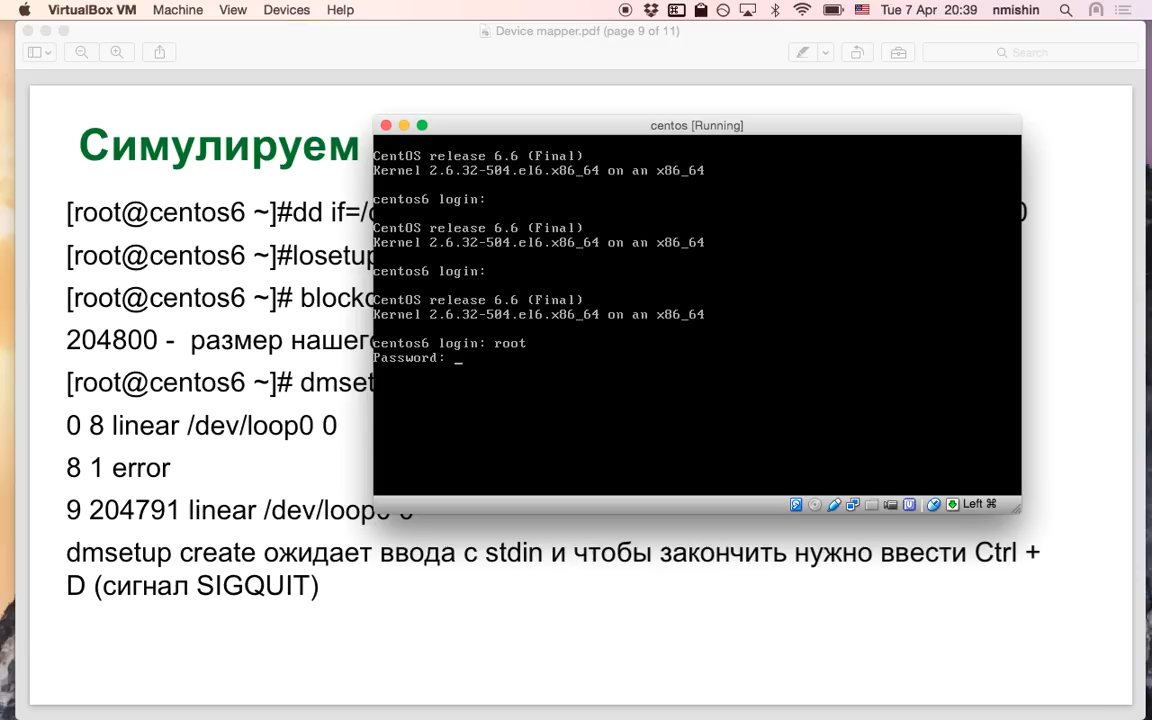 VirtualBox VM Machine View Devices Help Tue 7 Apr 20:39 nmishin
Device mapper.pdf (page 9 of 11)
Search
Симулируем
[root@centos6 ~]#dd if=/
[root@centos6 ~]#losetup
[root@centos6 ~]# blockd
204800 - размер нашего
[root@centos6 ~]# dmset
0 8 linear /dev/loop0 0
8 1 error
9 204791 linear /dev/loop0 0
dmsetup create ожидает ввода с stdin и чтобы закончить нужно ввести Ctrl +
D (сигнал SIGQUIT)
centos [Running]
CentOS release 6.6 (Final)
Kernel 2.6.32-504.el6.x86_64 on an x86_64
centos6 login:
CentOS release 6.6 (Final)
Kernel 2.6.32-504.el6.x86_64 on an x86_64
centos6 login:
CentOS release 6.6 (Final)
Kernel 2.6.32-504.el6.x86_64 on an x86_64
centos6 login: root
Password: _
Left ⌘